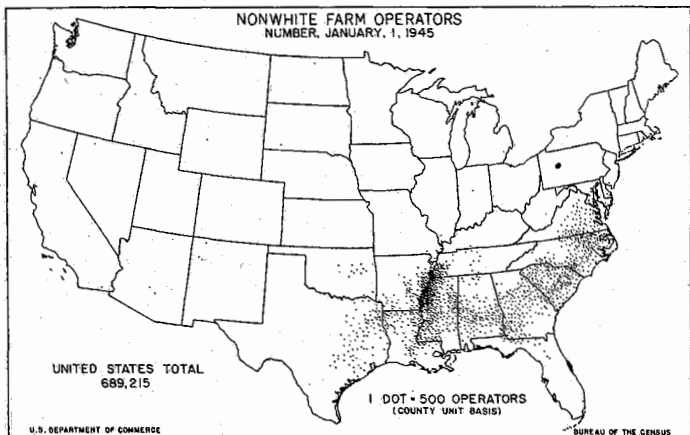 NONWHITE FARM OPERATORS
NUMBER, JANUARY, 1, 1945
UNITED STATES TOTAL
689,215
1 DOT = 500 OPERATORS
(COUNTY UNIT BASIS)
U.S. DEPARTMENT OF COMMERCE
BUREAU OF THE CENSUS